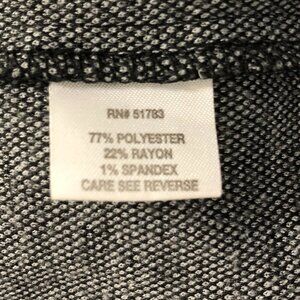 RN# 51783
77% POLYESTER
22% RAYON
1% SPANDEX
CARE SEE REVERSE